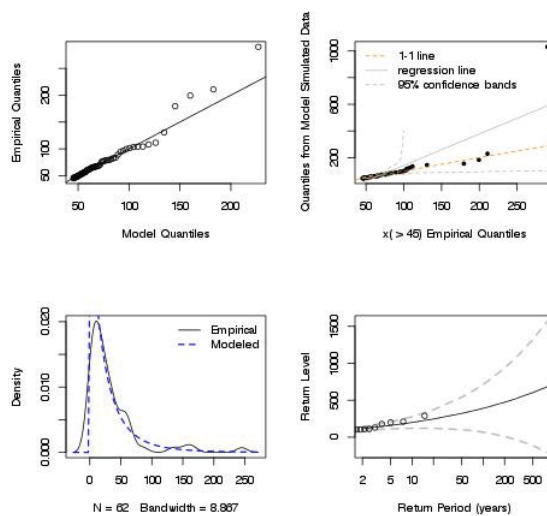 Empirical Quantiles
50
100
200
50
100
150
200
Model Quantiles
Quantiles from Model Simulated Data
200
600
1000
1-1 line
regression line
95% confidence bands
50
100
150
200
250
x( > 45) Empirical Quantiles
Density
0.000
0.010
0.020
Empirical
Modeled
0
50
100
150
200
250
N = 62 Bandwidth = 8.867
Return Level
0
500
1000
1500
2
5
10
50
100
500
Return Period (years)